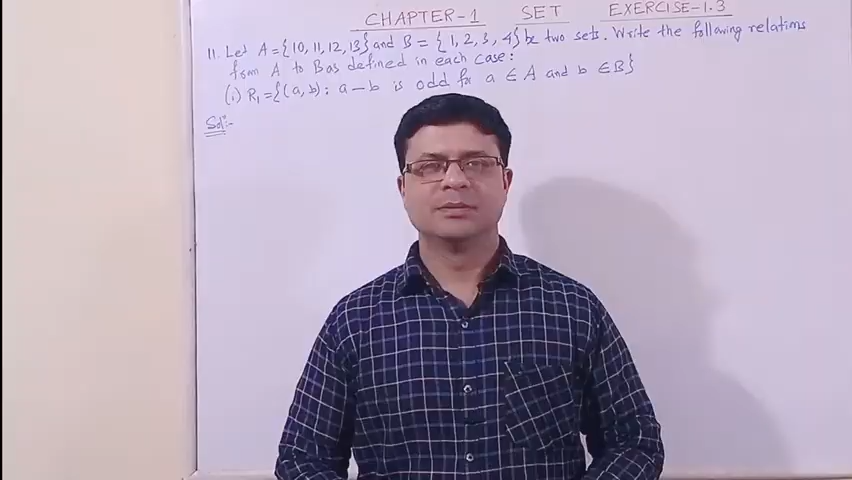 CHAPTER-1 SET EXERCISE-1.3
11. Let A={10,11,12,13} and B = {1, 2, 3, 4} be two sets. Write the following relations
from A to B as defined in each case:
(i) R₁={(a, b): a-b is odd for a ∈ A and b ∈ B}
Sol:-